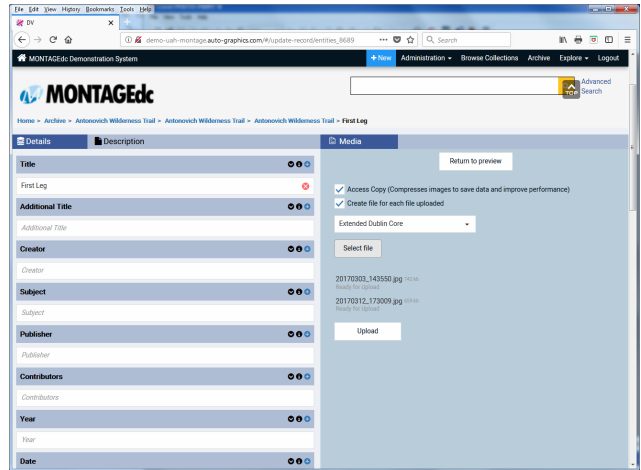 File Edit View History Bookmarks Tools Help
DV
demo-uah-montage.auto-graphics.com/#/update-record/entities_8689
Search
MONTAGEdc Demonstration System
+New Administration Browse Collections Archive Explore Logout
MONTAGEdc
TOP
Advanced Search
Home > Archive > Antonovich Wilderness Trail > Antonovich Wilderness Trail > Antonovich Wilderness Trail > First Leg
Details Description Media
Return to preview
Title
First Leg
Access Copy (Compresses images to save data and improve performance)
Create file for each file uploaded
Additional Title
Additional Title
Extended Dublin Core
Creator
Creator
Select file
Subject
Subject
20170303_143550.jpg
Ready for Upload
20170312_173009.jpg
Ready for Upload
Publisher
Publisher
Upload
Contributors
Contributors
Year
Year
Date